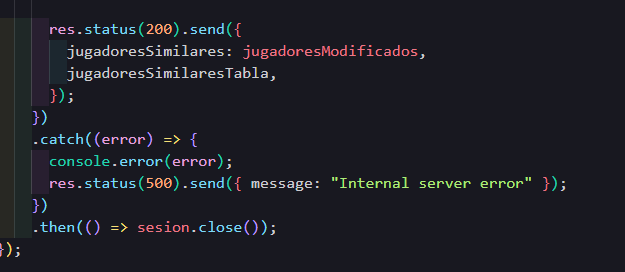 res.status(200).send({
jugadoresSimilares: jugadoresModificados,
jugadoresSimilaresTabla,
});
})
.catch((error) => {
console.error(error);
res.status(500).send({ message: "Internal server error" });
})
.then(() => sesion.close());
});